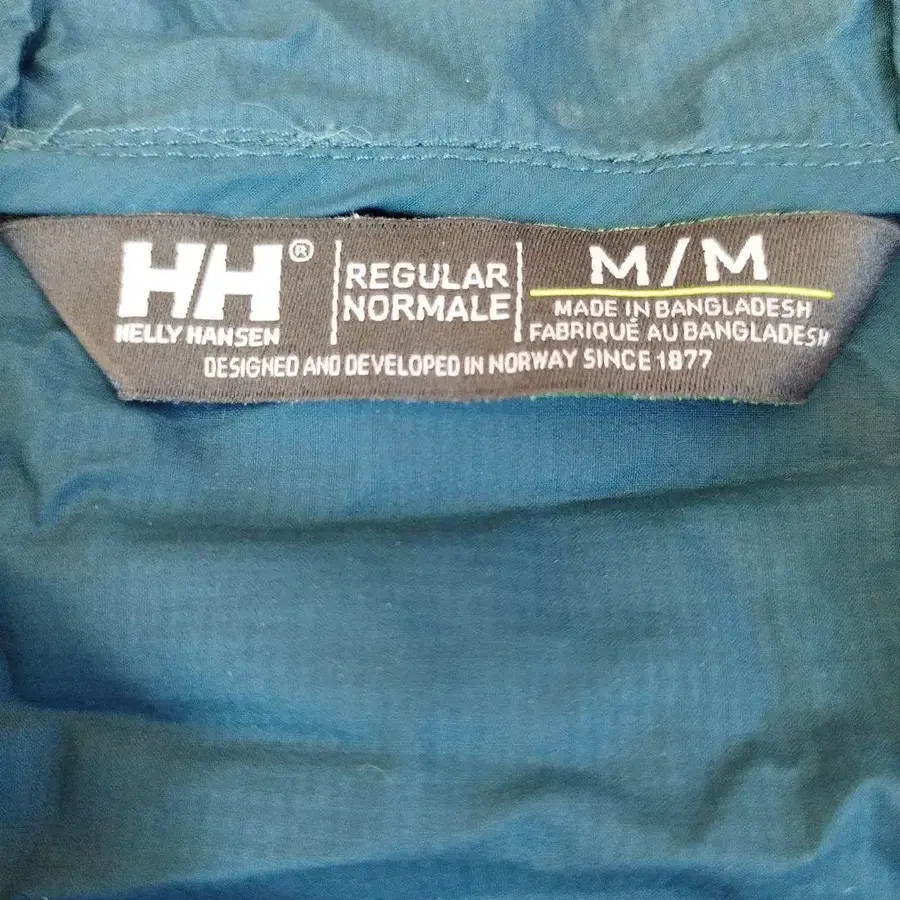 HH®
HELLY HANSEN
REGULAR
NORMALE
M/M
MADE IN BANGLADESH
FABRIQUÉ AU BANGLADESH
DESIGNED AND DEVELOPED IN NORWAY SINCE 1877